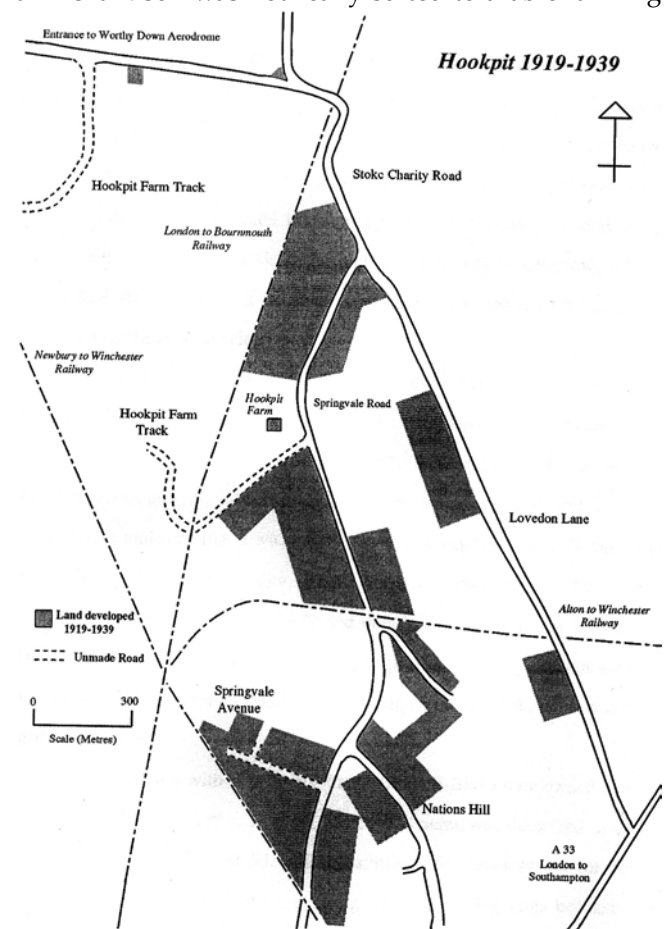 Entrance to Worthy Down Aerodrome
Hookpit 1919-1939
Hookpit Farm Track
Stoke Charity Road
London to Bournmouth
Railway
Newbury to Winchester
Railway
Hookpit
Farm
Springvale Road
Hookpit Farm
Track
Lovedon Lane
Land developed
1919-1939
Unmade Road
Alton to Winchester
Railway
0 300
Scale (Metres)
Springvale
Avenue
Nations Hill
A 33
London to
Southampton